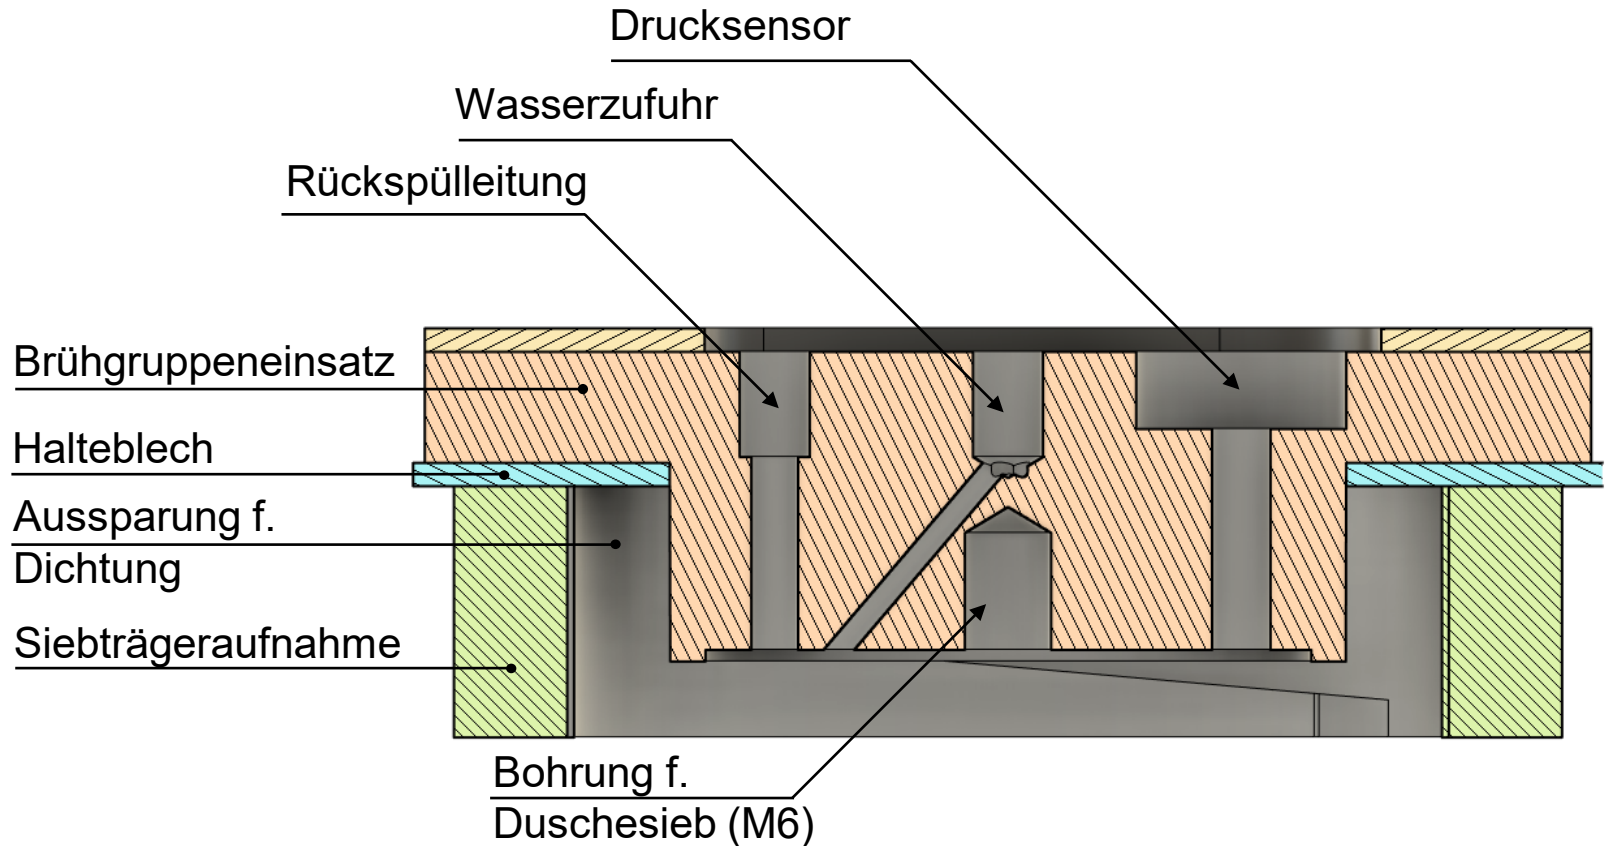 Drucksensor
Wasserzufuhr
Rückspülleitung
Brühgruppeneinsatz
Halteblech
Aussparung f.
Dichtung
Siebträgeraufnahme
Bohrung f.
Duschesieb (M6)